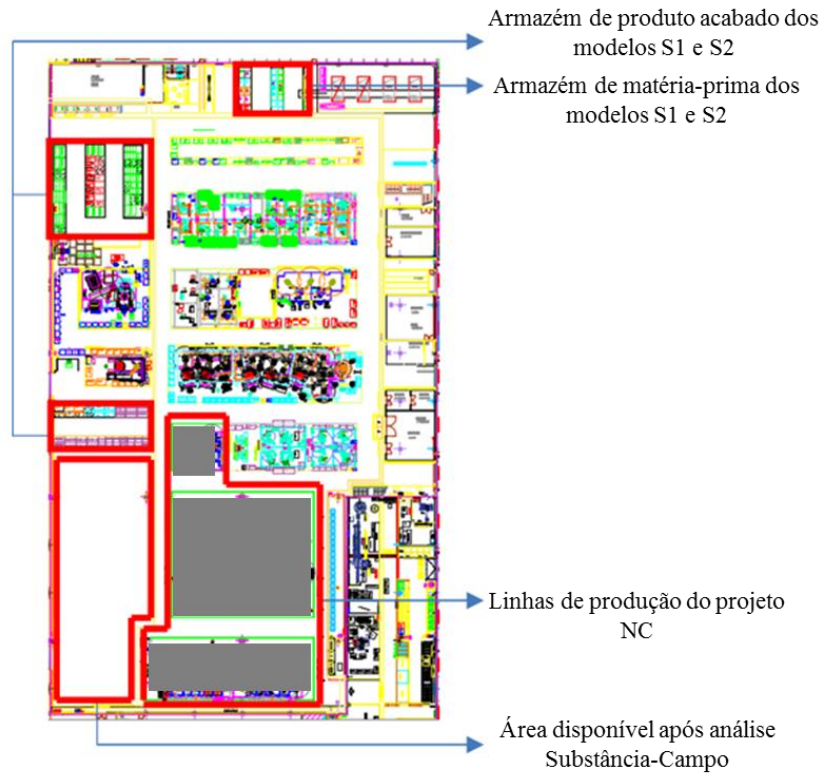 Armazém de produto acabado dos
modelos S1 e S2
Armazém de matéria-prima dos
modelos S1 e S2
Linhas de produção do projeto
NC
Área disponível após análise
Substância-Campo